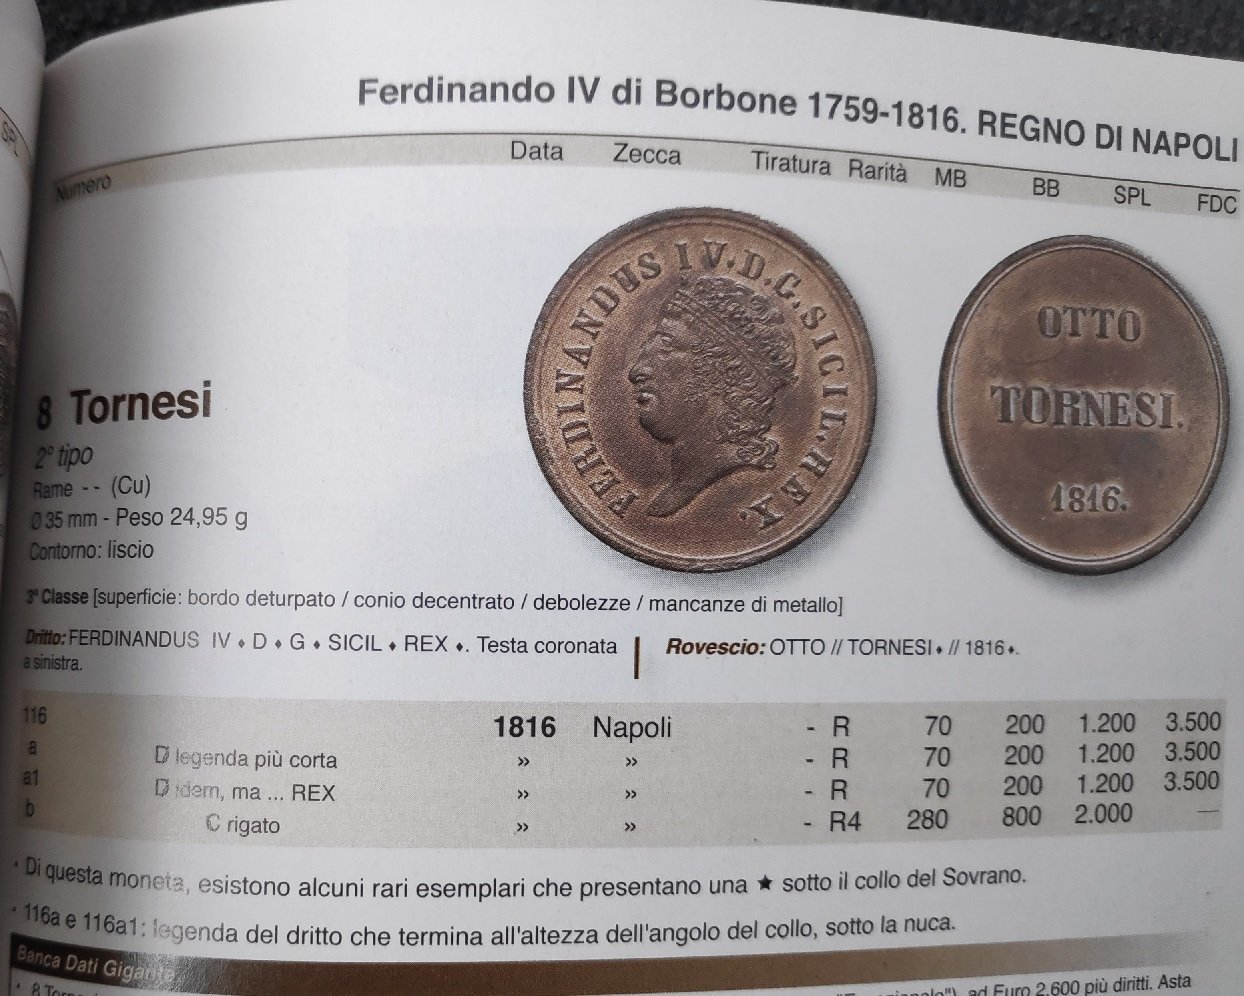 SPL
Ferdinando IV di Borbone 1759-1816. REGNO DI NAPOLI
Numero Data Zecca Tiratura Rarità MB BB SPL FDC
FERDINANDUS IV. D. G. SICIL. REX.
OTTO
TORNESI.
1816.
8 Tornesi
2° tipo
Rame - - (Cu)
Ø 35 mm - Peso 24,95 g
Contorno: liscio
3ª Classe [superficie: bordo deturpato / conio decentrato / debolezze / mancanze di metallo]
Dritto: FERDINANDUS IV ♦ D ♦ G ♦ SICIL ♦ REX ♦. Testa coronata
a sinistra.
Rovescio: OTTO // TORNESI ♦ // 1816 ♦.
116 1816 Napoli - R 70 200 1.200 3.500
a D legenda più corta » » - R 70 200 1.200 3.500
a1 D idem, ma ... REX » » - R 70 200 1.200 3.500
b C rigato » » - R4 280 800 2.000 —
• Di questa moneta, esistono alcuni rari esemplari che presentano una ★ sotto il collo del Sovrano.
• 116a e 116a1: legenda del dritto che termina all'altezza dell'angolo del collo, sotto la nuca.
Banca Dati Gigante
• 8 ad Euro 2.600 più diritti. Asta